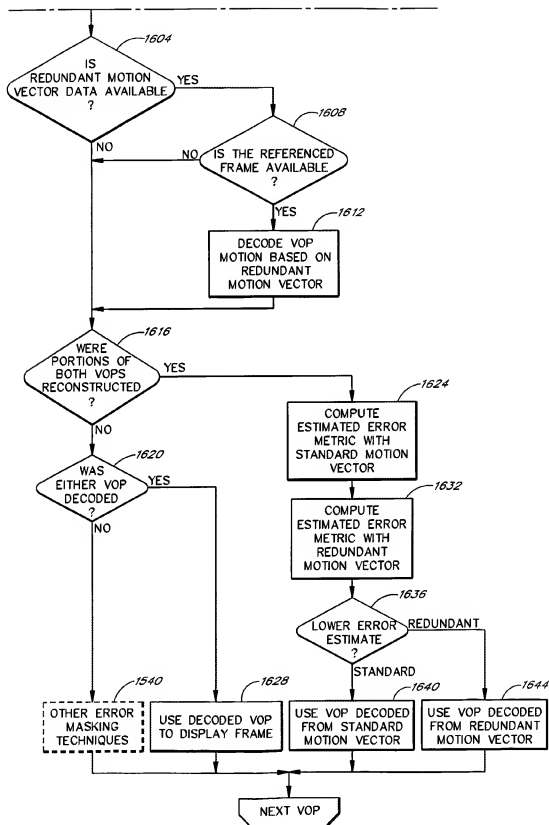 1604
IS
REDUNDANT MOTION
VECTOR DATA AVAILABLE
?
YES
NO
1608
IS THE REFERENCED
FRAME AVAILABLE
?
NO
YES
1612
DECODE VOP
MOTION BASED ON
REDUNDANT
MOTION VECTOR
1616
WERE
PORTIONS OF
BOTH VOPS
RECONSTRUCTED
?
YES
NO
1624
COMPUTE
ESTIMATED ERROR
METRIC WITH
STANDARD MOTION
VECTOR
1620
WAS
EITHER VOP
DECODED
?
YES
NO
1632
COMPUTE
ESTIMATED ERROR
METRIC WITH
REDUNDANT
MOTION VECTOR
1636
LOWER ERROR
ESTIMATE
?
REDUNDANT
STANDARD
1540
OTHER ERROR
MASKING
TECHNIQUES
1628
USE DECODED VOP
TO DISPLAY FRAME
1640
USE VOP DECODED
FROM STANDARD
MOTION VECTOR
1644
USE VOP DECODED
FROM REDUNDANT
MOTION VECTOR
NEXT VOP